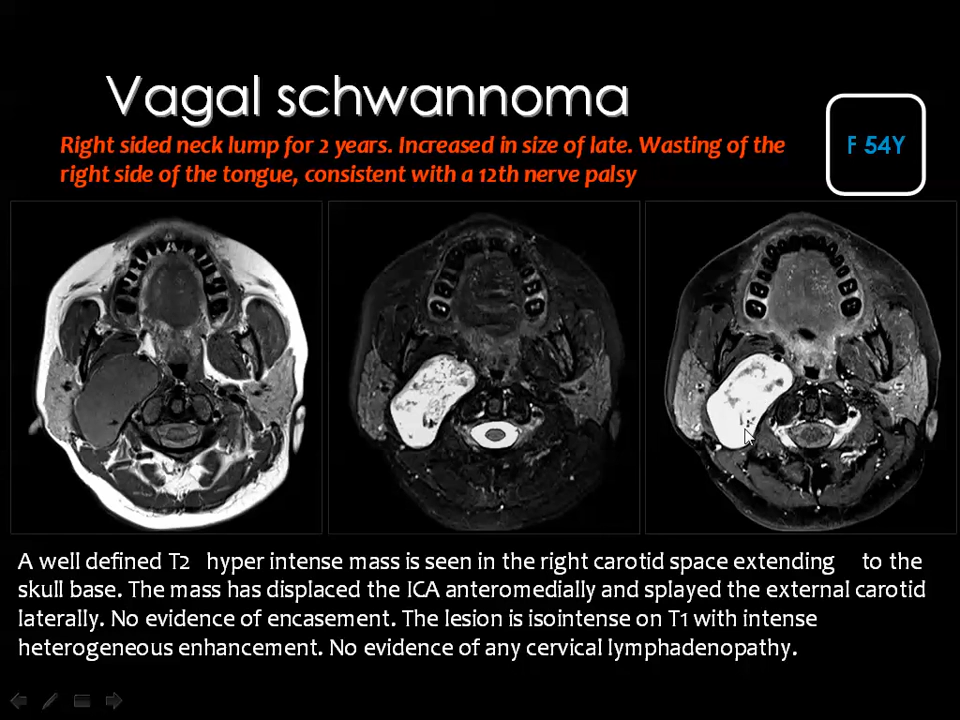 Vagal schwannoma
Right sided neck lump for 2 years. Increased in size of late. Wasting of the
right side of the tongue, consistent with a 12th nerve palsy
F 54Y
A well defined T2 hyper intense mass is seen in the right carotid space extending to the
skull base. The mass has displaced the ICA anteromedially and splayed the external carotid
laterally. No evidence of encasement. The lesion is isointense on T1 with intense
heterogeneous enhancement. No evidence of any cervical lymphadenopathy.